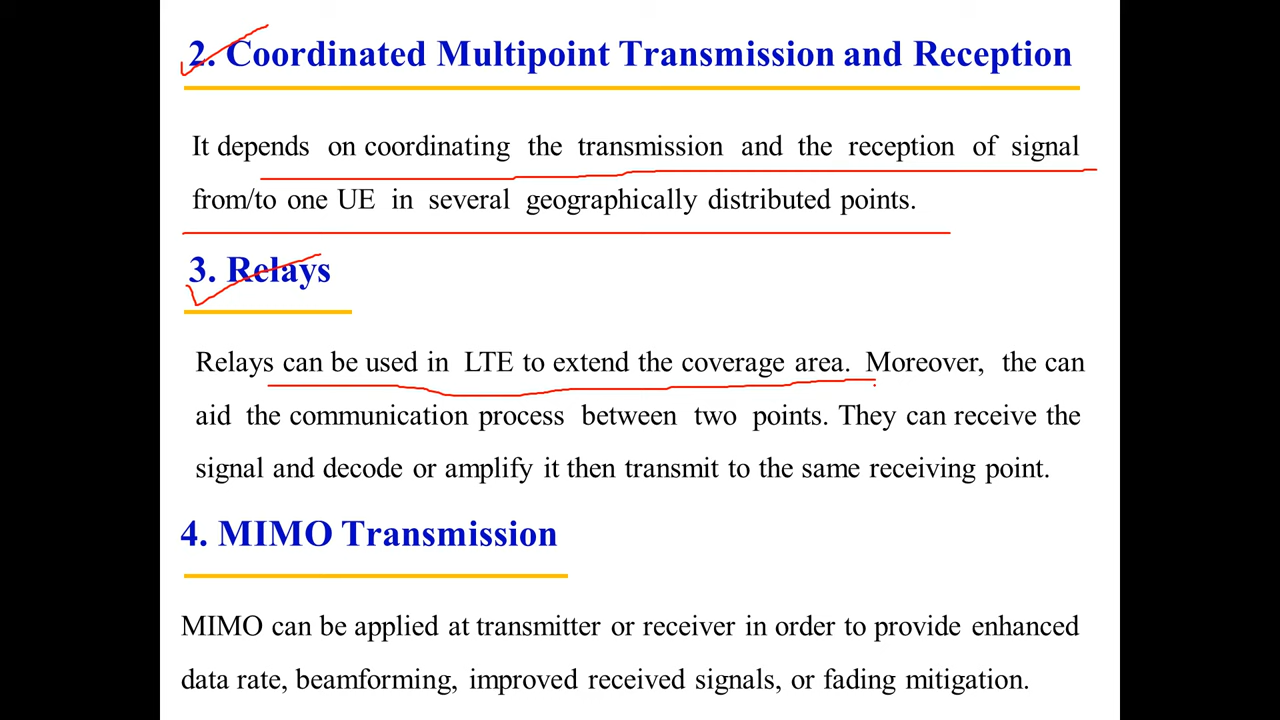 2. Coordinated Multipoint Transmission and Reception
It depends on coordinating the transmission and the reception of signal
from/to one UE in several geographically distributed points.
3. Relays
Relays can be used in LTE to extend the coverage area. Moreover, the can
aid the communication process between two points. They can receive the
signal and decode or amplify it then transmit to the same receiving point.
4. MIMO Transmission
MIMO can be applied at transmitter or receiver in order to provide enhanced
data rate, beamforming, improved received signals, or fading mitigation.